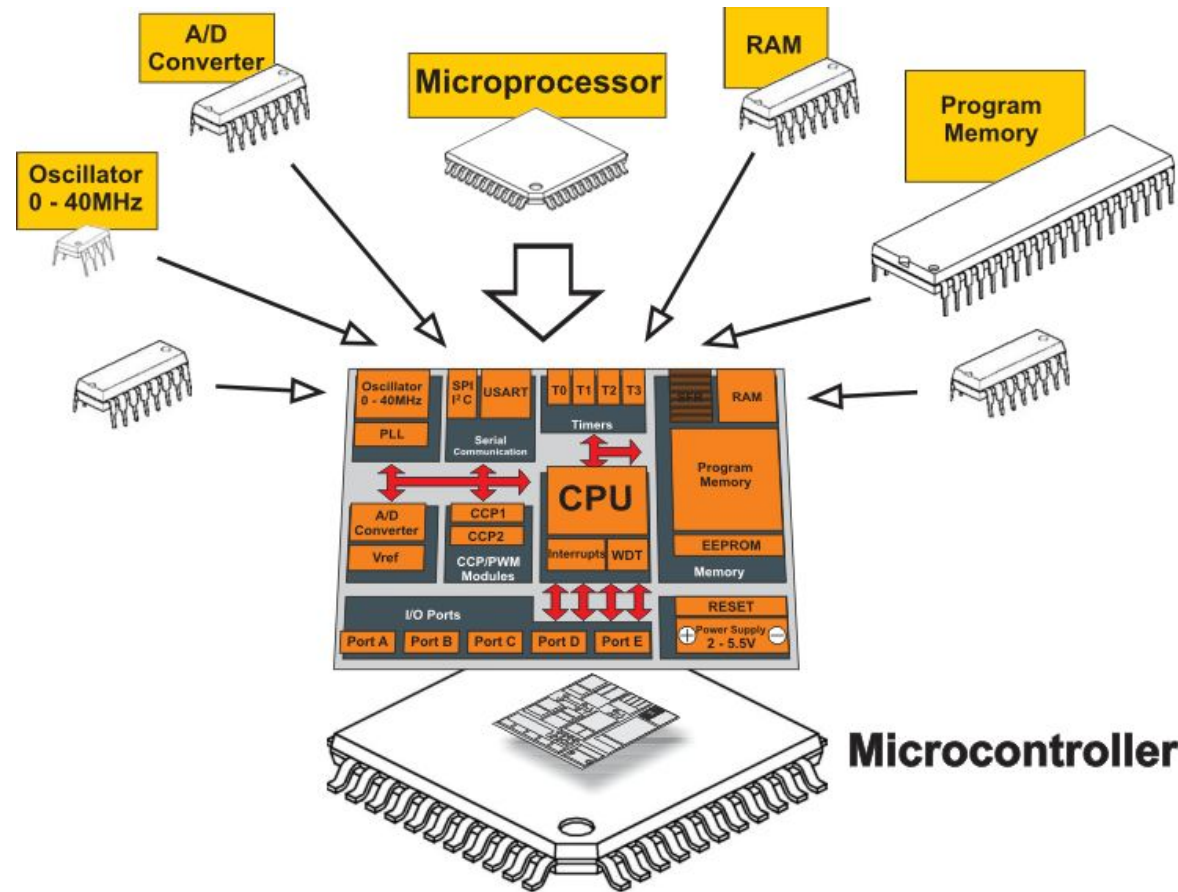 A/D
Converter
Microprocessor
RAM
Program
Memory
Oscillator
0 - 40MHz
Oscillator
0 - 40MHz
PLL
SPI
I²C
USART
Serial
Communication
T0
T1
T2
T3
Timers
SFR
RAM
Program
Memory
EEPROM
Memory
CPU
Interrupts
WDT
A/D
Converter
Vref
CCP1
CCP2
CCP/PWM
Modules
I/O Ports
Port A
Port B
Port C
Port D
Port E
RESET
+
Power Supply
2 - 5.5V
−
Microcontroller